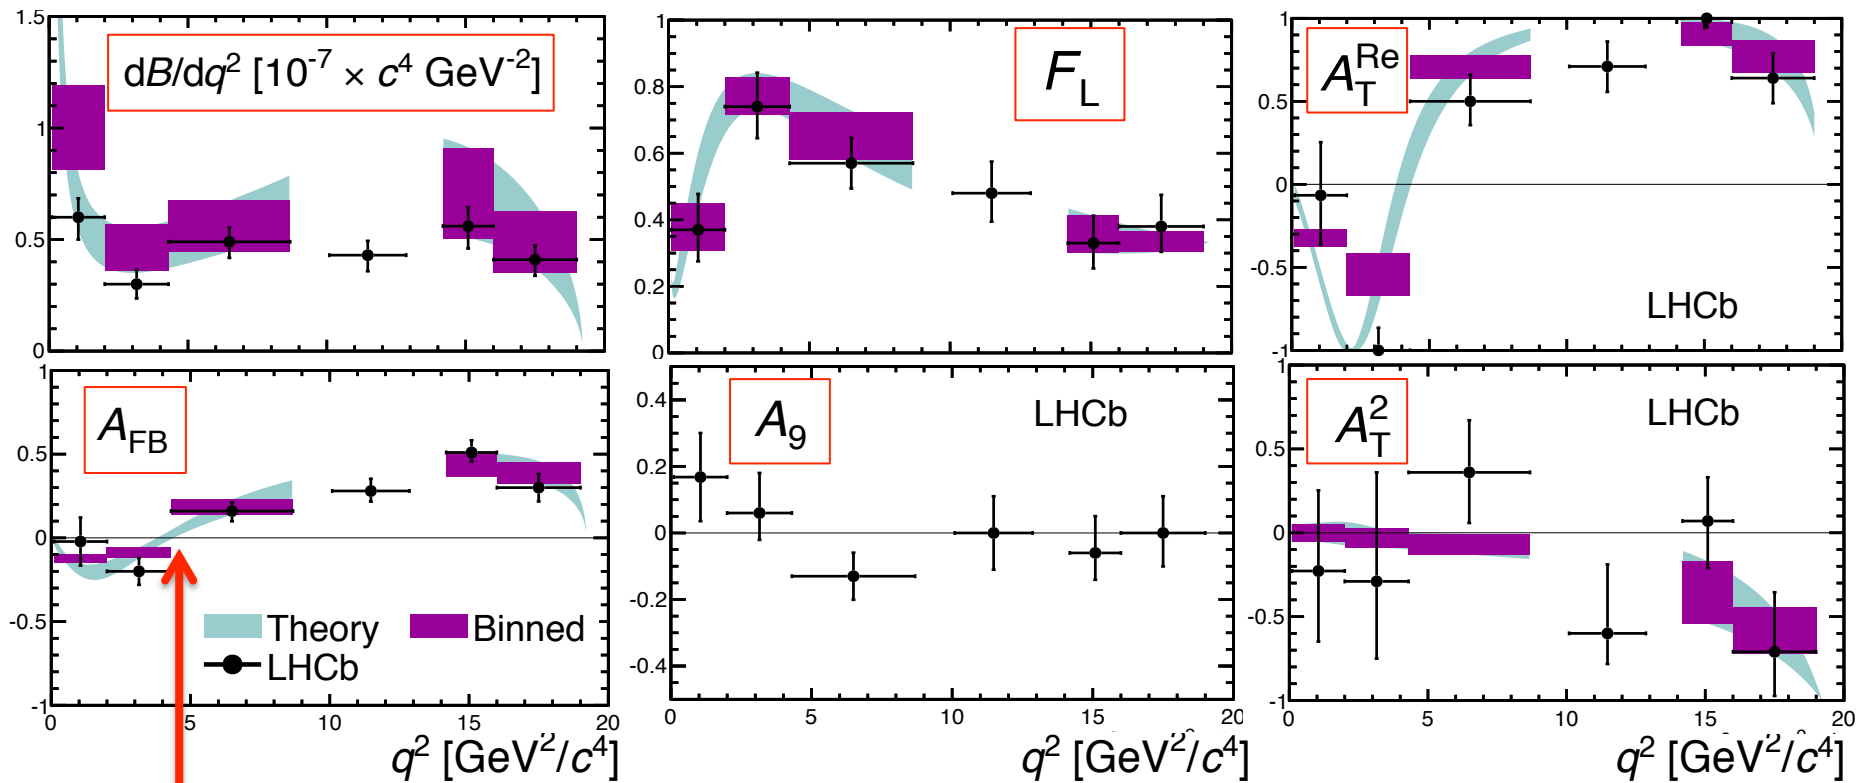 1.5
1
0.5
0
dB/dq² [10⁻⁷ × c⁴ GeV⁻²]
1
0.8
0.6
0.4
0.2
0
F_L
1
0.5
0
-0.5
-1
A_T^Re
LHCb
1
0.5
0
-0.5
-1
A_FB
Theory
Binned
LHCb
0 5 10 15 20
q² [GeV²/c⁴]
0.4
0.2
0
-0.2
-0.4
A_9
LHCb
0 5 10 15 20
q² [GeV²/c⁴]
1
0.5
0
-0.5
-1
A_T^2
LHCb
0 5 10 15 20
q² [GeV²/c⁴]